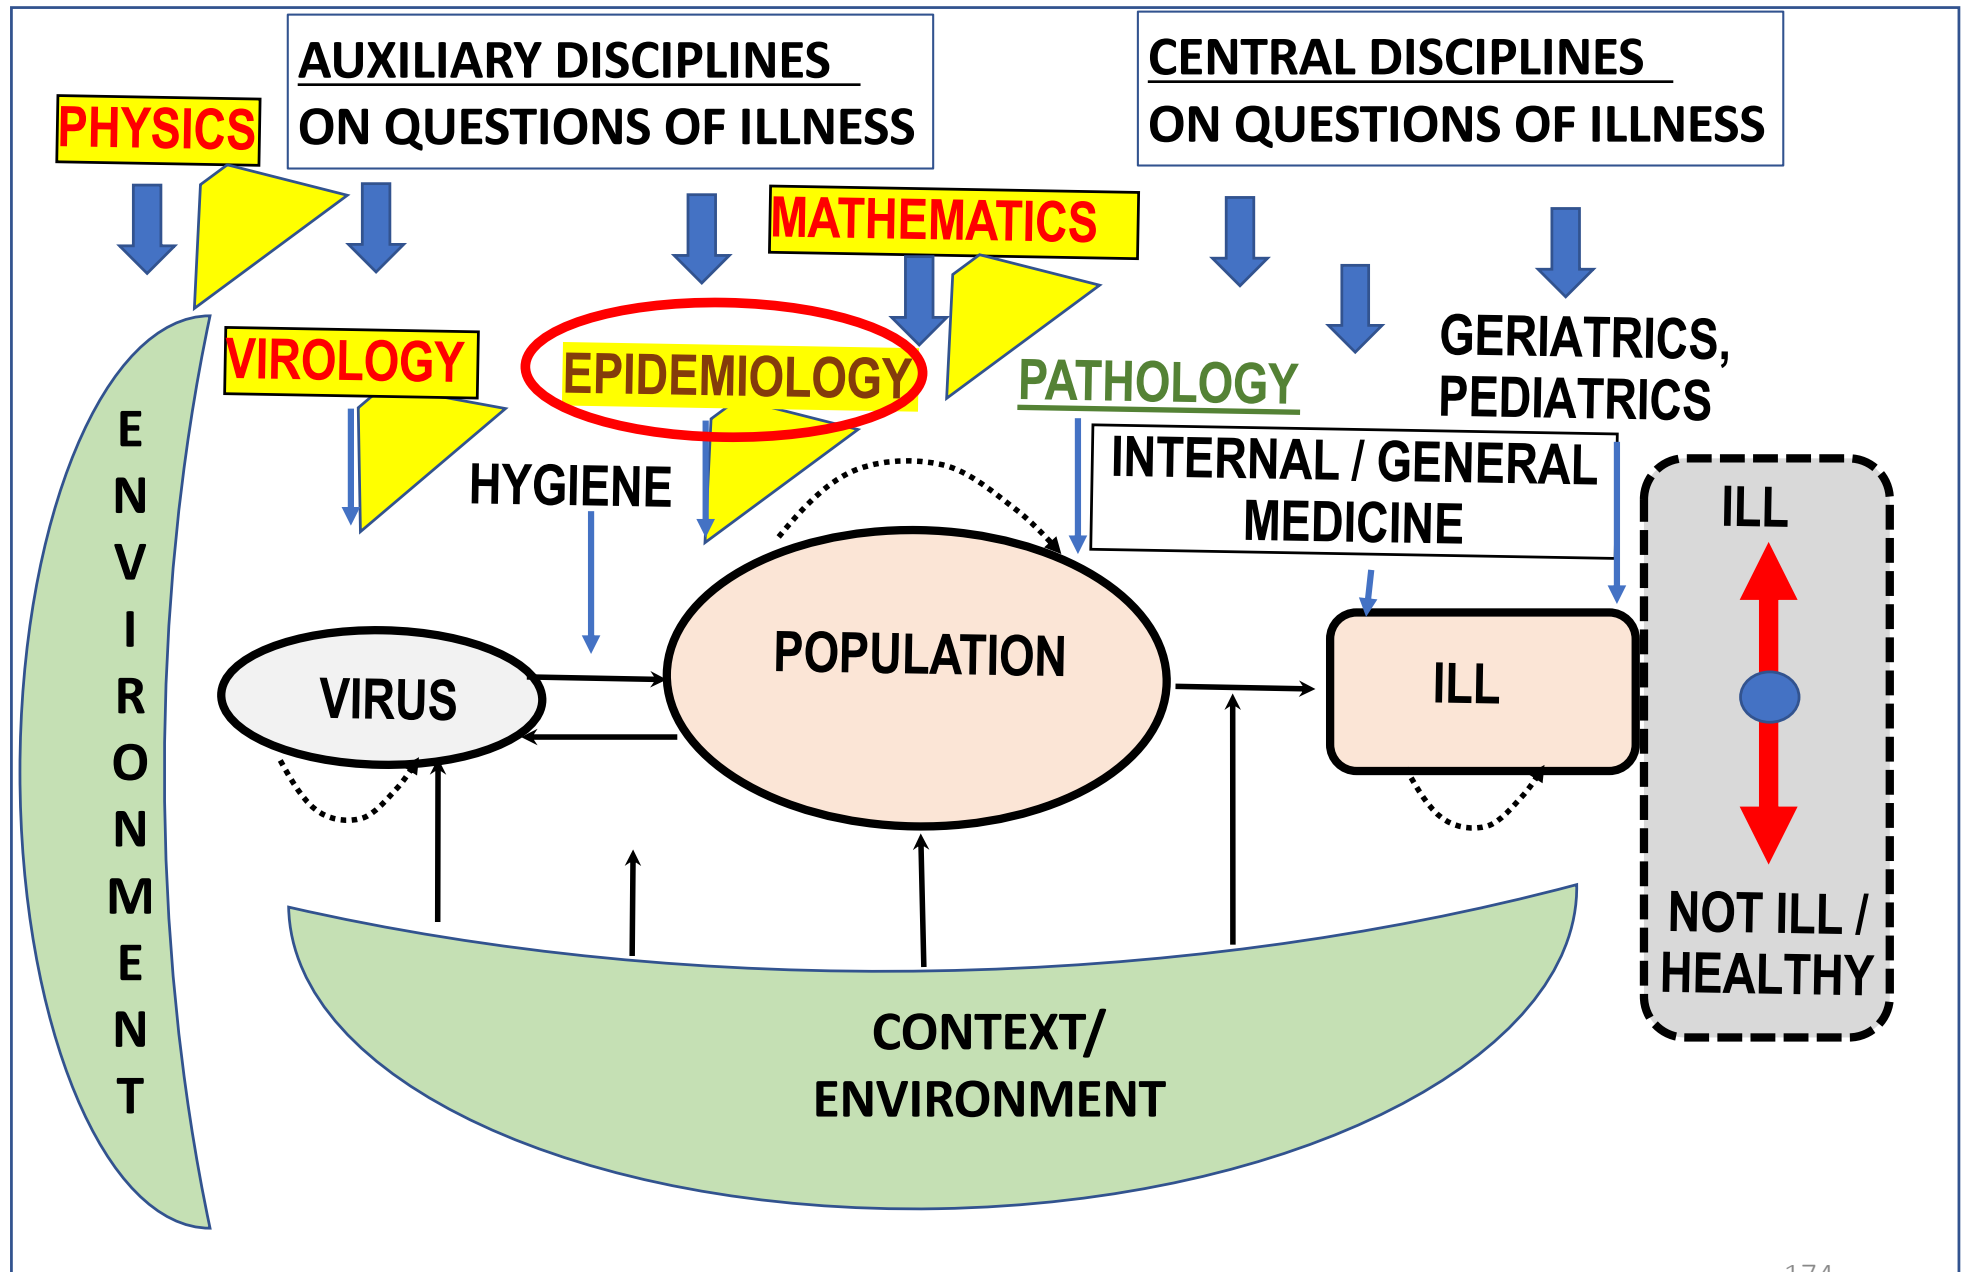 AUXILIARY DISCIPLINES
ON QUESTIONS OF ILLNESS
CENTRAL DISCIPLINES
ON QUESTIONS OF ILLNESS
PHYSICS
MATHEMATICS
VIROLOGY
EPIDEMIOLOGY
PATHOLOGY
GERIATRICS,
PEDIATRICS
HYGIENE
INTERNAL / GENERAL
MEDICINE
E
N
V
I
R
O
N
M
E
N
T
VIRUS
POPULATION
ILL
ILL
NOT ILL /
HEALTHY
CONTEXT/
ENVIRONMENT
174